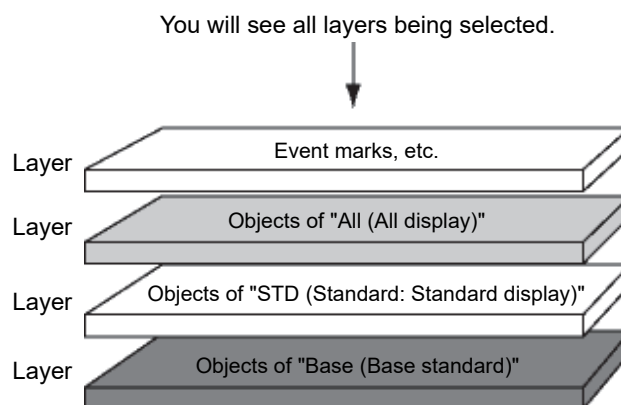 You will see all layers being selected.
Layer
Event marks, etc.
Layer
Objects of "All (All display)"
Layer
Objects of "STD (Standard: Standard display)"
Layer
Objects of "Base (Base standard)"